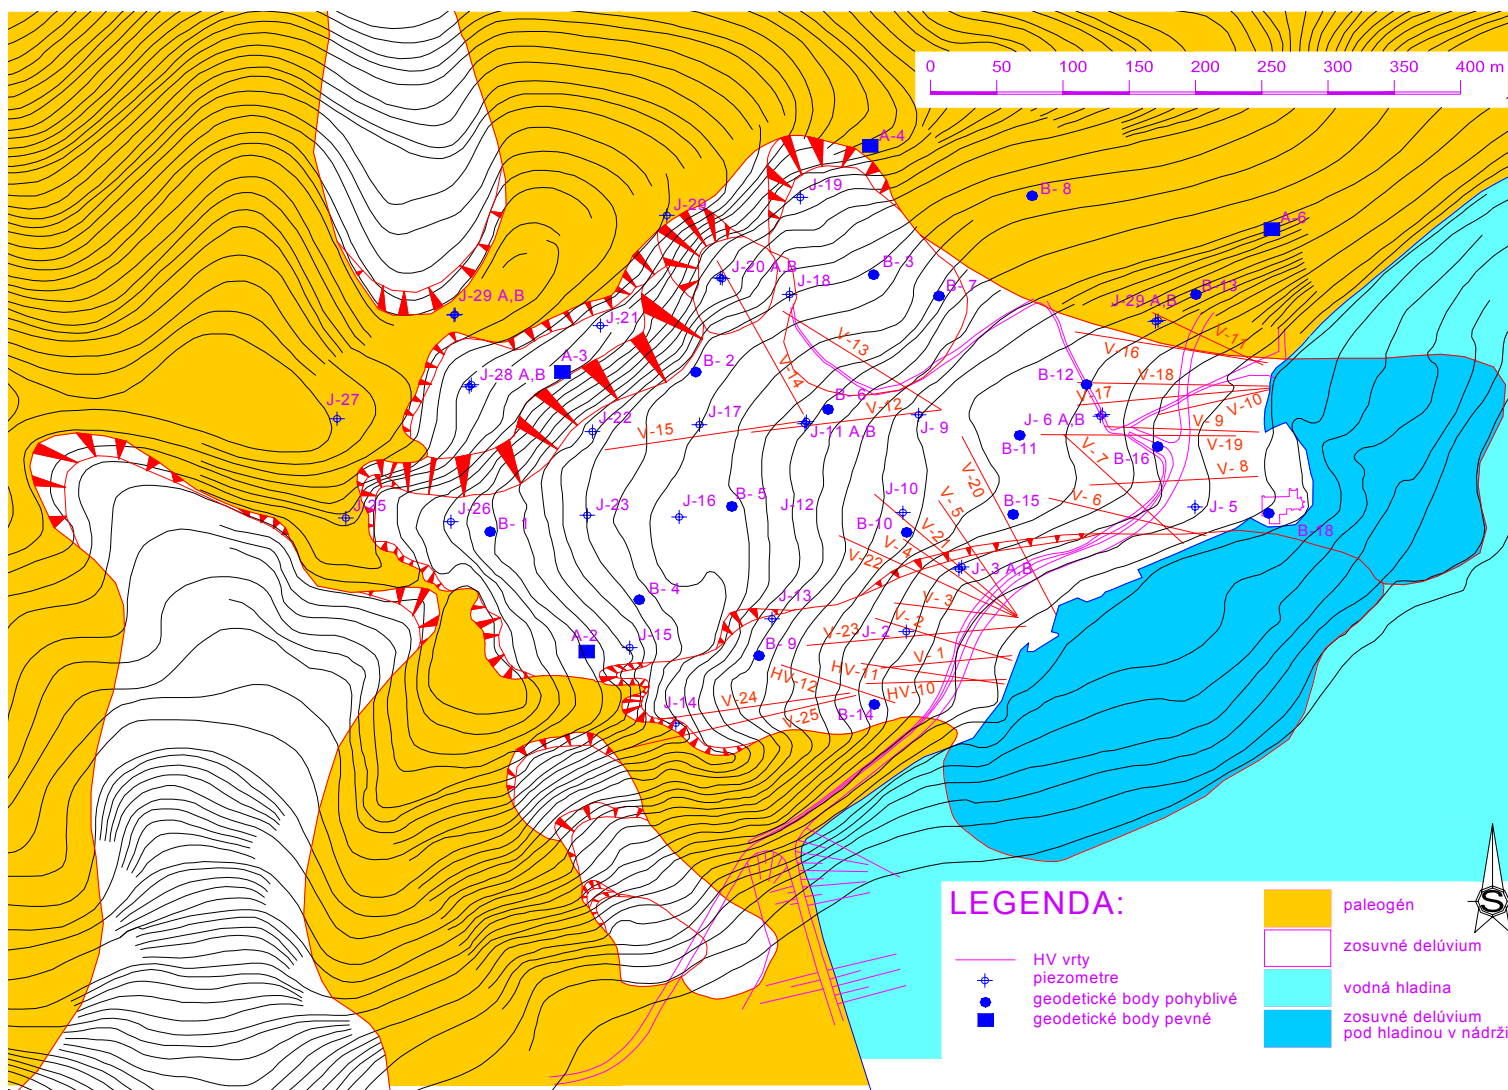 0 50 100 150 200 250 300 350 400 m
A-4
J-19
B- 8
J-29
A-6
J-20 A,B
B- 3
J-18
B- 7
B-13
J-29 A,B
J-29 A,B
J-21
V-11
V-13
V-16
A-3
B- 2
V-14
J-28 A,B
B-12
V-18
V-17
V-10
J-27
B- 6
V-12
J-22
J-17
V-15
J-11 A,B
J- 9
J- 6 A,B
V- 9
B-11
V-19
V-7
B-16
V- 8
V-20
J-25
J-26
B- 1
J-23
J-16
B- 5
J-12
J-10
V- 5
B-15
V- 6
J- 5
B-10
V-21
B-18
V- 4
V-22
J- 3 A,B
B- 4
V- 3
J-13
V- 2
V-23
J- 2
A-2
J-15
B- 9
V- 1
HV-11
HV-12
HV-10
V-24
J-14
V-25
B-14
LEGENDA:
HV vrty
piezometre
geodetické body pohyblivé
geodetické body pevné
paleogén
zosuvné delúvium
vodná hladina
zosuvné delúvium
pod hladinou v nádrži
S